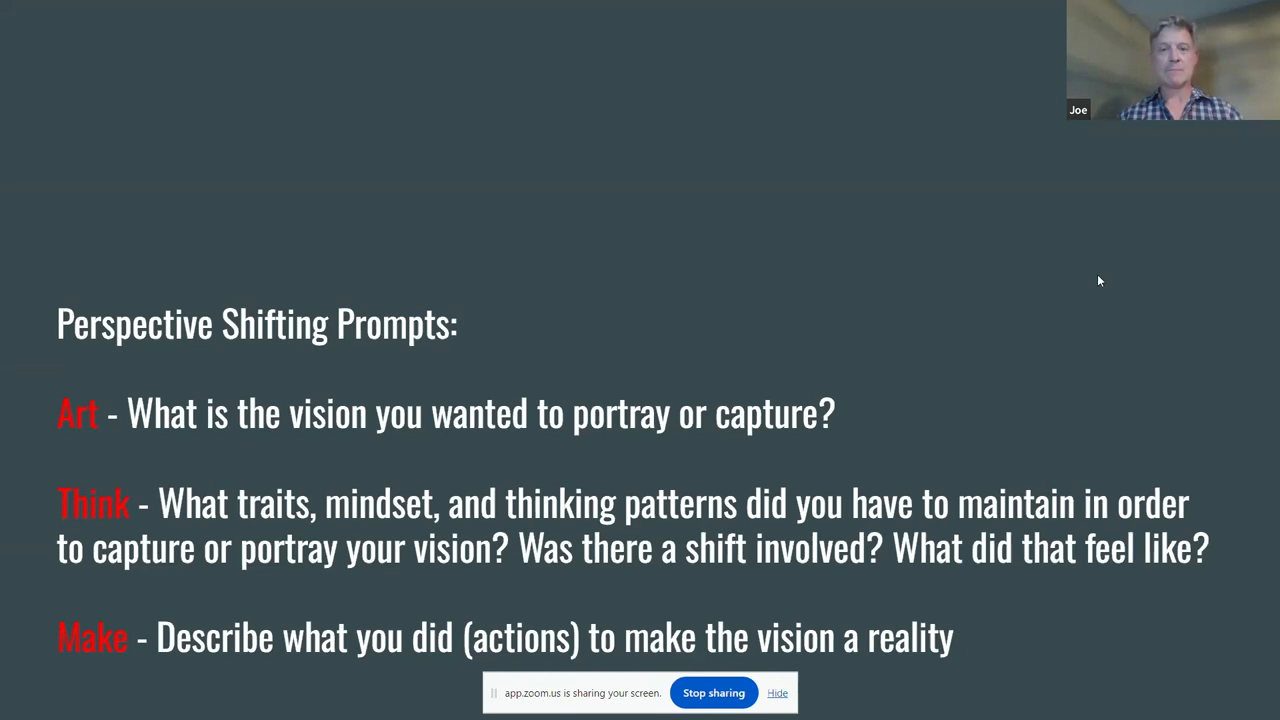 Joe
Perspective Shifting Prompts:
Art - What is the vision you wanted to portray or capture?
Think - What traits, mindset, and thinking patterns did you have to maintain in order
to capture or portray your vision? Was there a shift involved? What did that feel like?
Make - Describe what you did (actions) to make the vision a reality
app.zoom.us is sharing your screen. Stop sharing Hide